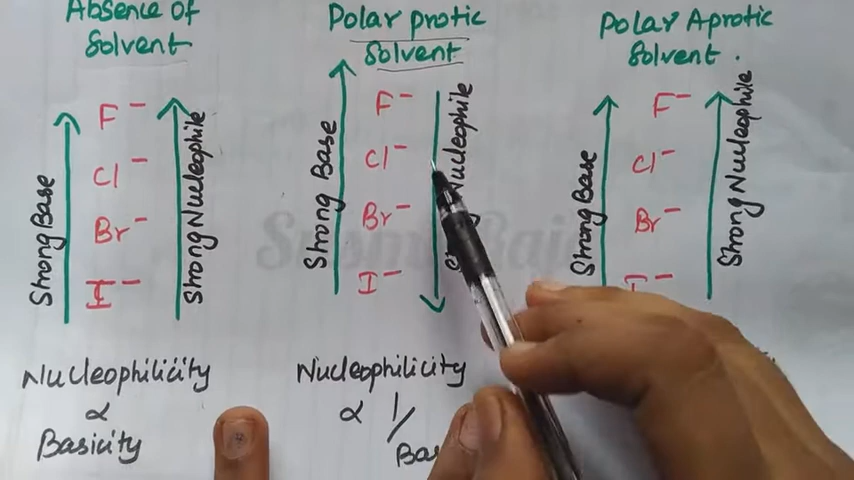 Absence of
Solvent
Strong Base
F⁻
Cl⁻
Br⁻
I⁻
Strong Nucleophile
Nucleophilicity
∝
Basicity
Polar protic
Solvent
Strong Base
F⁻
Cl⁻
Br⁻
I⁻
Nucleophile
Nucleophilicity
∝ 1/
Polar Aprotic
Solvent.
Strong Base
F⁻
Cl⁻
Br⁻
I⁻
Strong Nucleophile